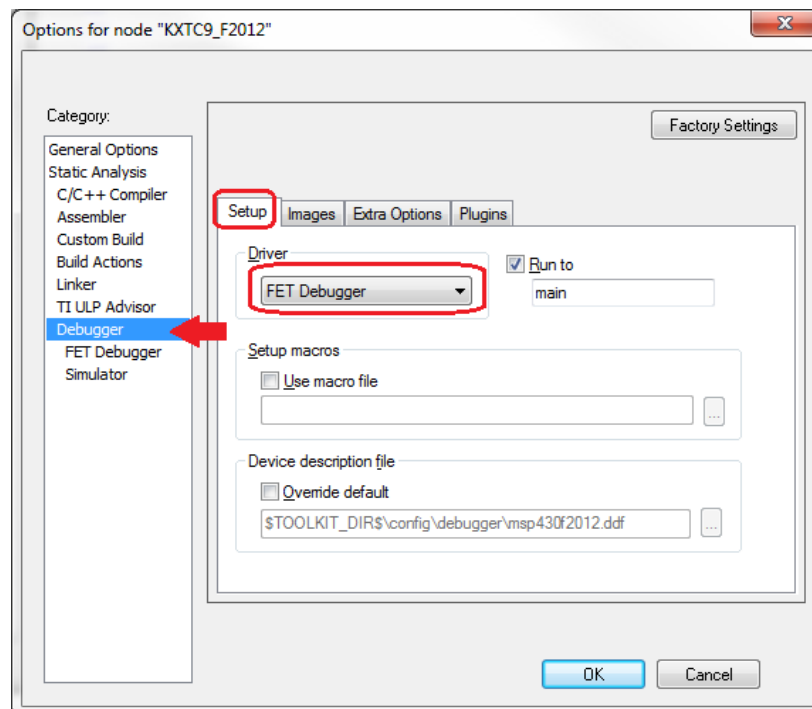 Options for node "KXTC9_F2012"
Category:
General Options
Static Analysis
C/C++ Compiler
Assembler
Custom Build
Build Actions
Linker
TI ULP Advisor
Debugger
FET Debugger
Simulator
Factory Settings
Setup Images Extra Options Plugins
Driver
FET Debugger
Run to
main
Setup macros
Use macro file
...
Device description file
Override default
$TOOLKIT_DIR$\config\debugger\msp430f2012.ddf
...
OK Cancel